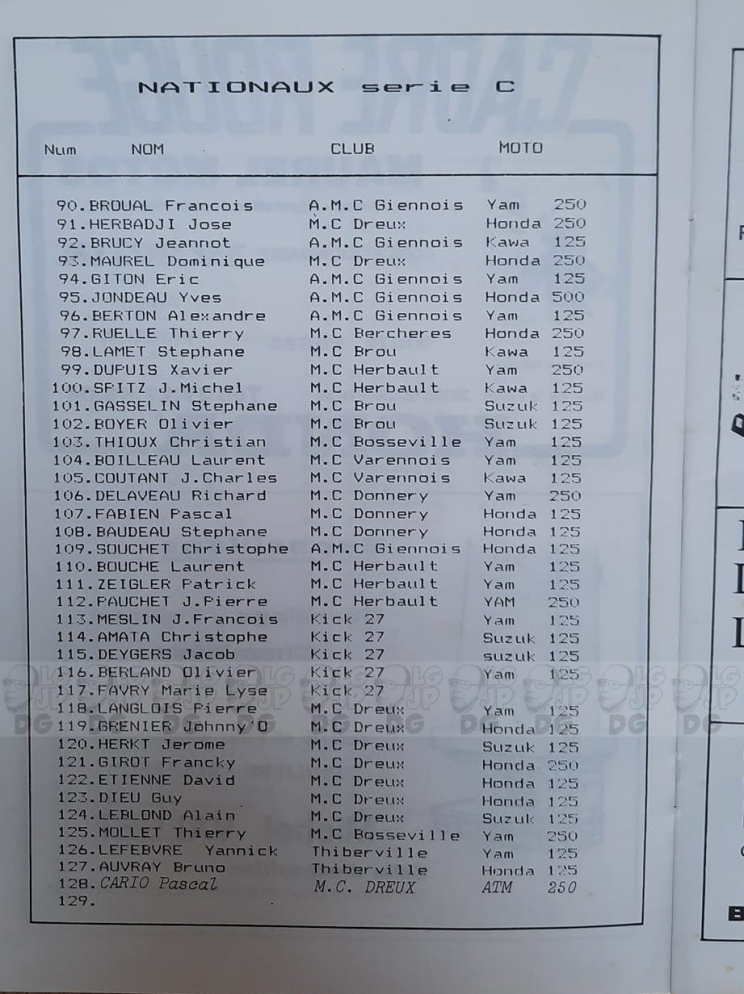 NATIONAUX serie C
Num NOM CLUB MOTO
90.BROUAL Francois A.M.C Giennois Yam 250
91.HERBADJI Jose M.C Dreux Honda 250
92.BRUCY Jeannot A.M.C Giennois Kawa 125
93.MAUREL Dominique M.C Dreux Honda 250
94.GITON Eric A.M.C Giennois Yam 125
95.JONDEAU Yves A.M.C Giennois Honda 500
96.BERTON Alexandre A.M.C Giennois Yam 125
97.RUELLE Thierry M.C Bercheres Honda 250
98.LAMET Stephane M.C Brou Kawa 125
99.DUPUIS Xavier M.C Herbault Yam 250
100.SPITZ J.Michel M.C Herbault Kawa 125
101.GASSELIN Stephane M.C Brou Suzuk 125
102.BOYER Olivier M.C Brou Suzuk 125
103.THIOUX Christian M.C Bosseville Yam 125
104.BOILLEAU Laurent M.C Varennois Yam 125
105.COUTANT J.Charles M.C Varennois Kawa 125
106.DELAVEAU Richard M.C Donnery Yam 250
107.FABIEN Pascal M.C Donnery Honda 125
108.BAUDEAU Stephane M.C Donnery Honda 125
109.SOUCHET Christophe A.M.C Giennois Honda 125
110.BOUCHE Laurent M.C Herbault Yam 125
111.ZEIGLER Patrick M.C Herbault Yam 125
112.PAUCHET J.Pierre M.C Herbault YAM 250
113.MESLIN J.Francois Kick 27 Yam 125
114.AMATA Christophe Kick 27 Suzuk 125
115.DEYGERS Jacob Kick 27 suzuk 125
116.BERLAND Olivier Kick 27 Yam 125
117.FAVRY Marie Lyse Kick 27
118.LANGLOIS Pierre M.C Dreux Yam 125
119.GRENIER Johnny'O M.C Dreux Honda 125
120.HERKT Jerome M.C Dreux Suzuk 125
121.GIROT Francky M.C Dreux Honda 250
122.ETIENNE David M.C Dreux Honda 125
123.DIEU Guy M.C Dreux Honda 125
124.LEBLOND Alain M.C Dreux Suzuk 125
125.MOLLET Thierry M.C Bosseville Yam 250
126.LEFEBVRE Yannick Thiberville Yam 125
127.AUVRAY Bruno Thiberville Honda 125
128.CARIO Pascal M.C. DREUX ATM 250
129.